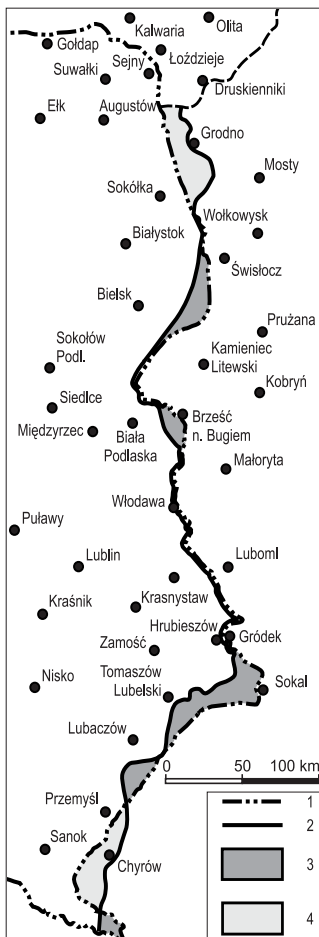 Kalwaria
Olita
Gołdap
Sejny
Łoździeje
Suwałki
Druskienniki
Ełk
Augustów
Grodno
Mosty
Sokółka
Wołkowysk
Białystok
Świsłocz
Bielsk
Prużana
Sokołów
Podl.
Kamieniec
Litewski
Kobryń
Siedlce
Brześć
n. Bugiem
Międzyrzec
Biała
Podlaska
Małoryta
Włodawa
Puławy
Lublin
Luboml
Krasnystaw
Kraśnik
Hrubieszów
Gródek
Zamość
Nisko
Tomaszów
Lubelski
Sokal
Lubaczów
0 50 100 km
Przemyśl
1
2
Sanok
Chyrów
3
4